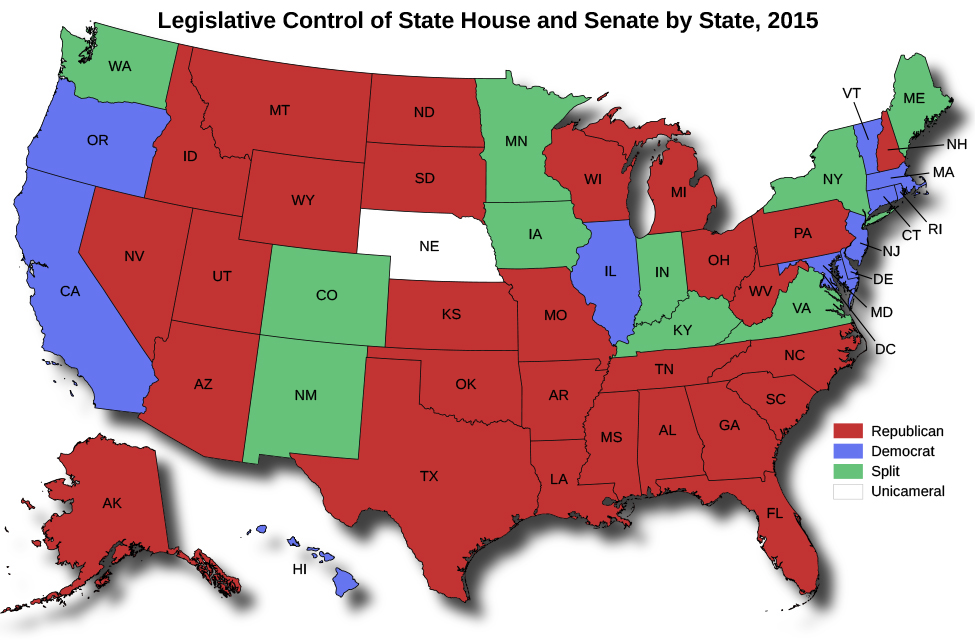 Legislative Control of State House and Senate by State, 2015
WA
OR
CA
NV
ID
MT
WY
UT
AZ
CO
NM
ND
SD
NE
KS
OK
TX
MN
IA
MO
AR
LA
WI
IL
IN
MI
OH
KY
TN
MS
AL
GA
FL
SC
NC
VA
WV
PA
NY
VT
ME
NH
MA
RI
CT
NJ
DE
MD
DC
AK
HI
Republican
Democrat
Split
Unicameral